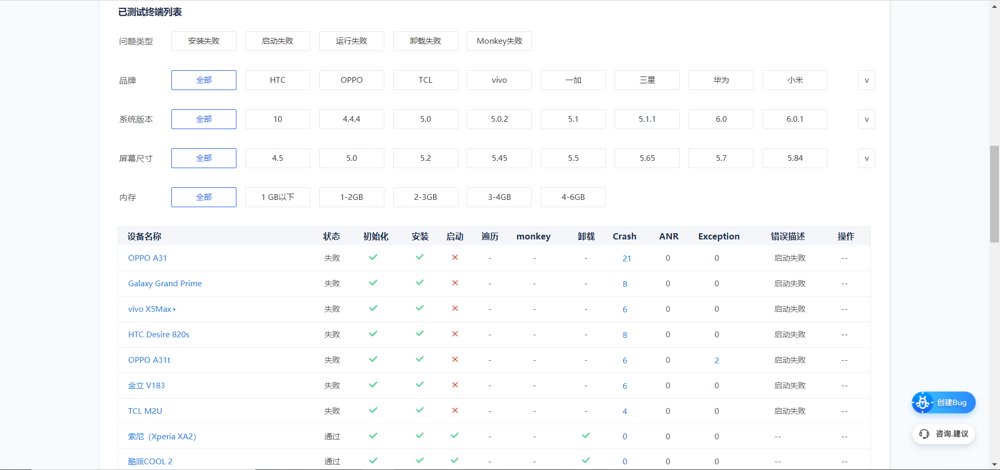 已测试终端列表
问题类型 安装失败 启动失败 运行失败 卸载失败 Monkey失败
品牌 全部 HTC OPPO TCL vivo 一加 三星 华为 小米 v
系统版本 全部 10 4.4.4 5.0 5.0.2 5.1 5.1.1 6.0 6.0.1 v
屏幕尺寸 全部 4.5 5.0 5.2 5.45 5.5 5.65 5.7 5.84 v
内存 全部 1 GB以下 1-2GB 2-3GB 3-4GB 4-6GB
设备名称 状态 初始化 安装 启动 遍历 monkey 卸载 Crash ANR Exception 错误描述 操作
OPPO A31 失败 - - - 21 0 0 启动失败 --
Galaxy Grand Prime 失败 - - - 8 0 0 启动失败 --
vivo X5Max+ 失败 - - - 6 0 0 启动失败 --
HTC Desire 820s 失败 - - - 8 0 0 启动失败 --
OPPO A31t 失败 - - - 6 0 2 启动失败 --
金立 V183 失败 - - - 6 0 0 启动失败 --
TCL M2U 失败 - - - 4 0 0 启动失败 --
索尼（Xperia XA2） 通过 - - 0 0 0 -- --
酷派COOL 2 通过 - - 0 0 0 -- --
创建Bug
咨询.建议